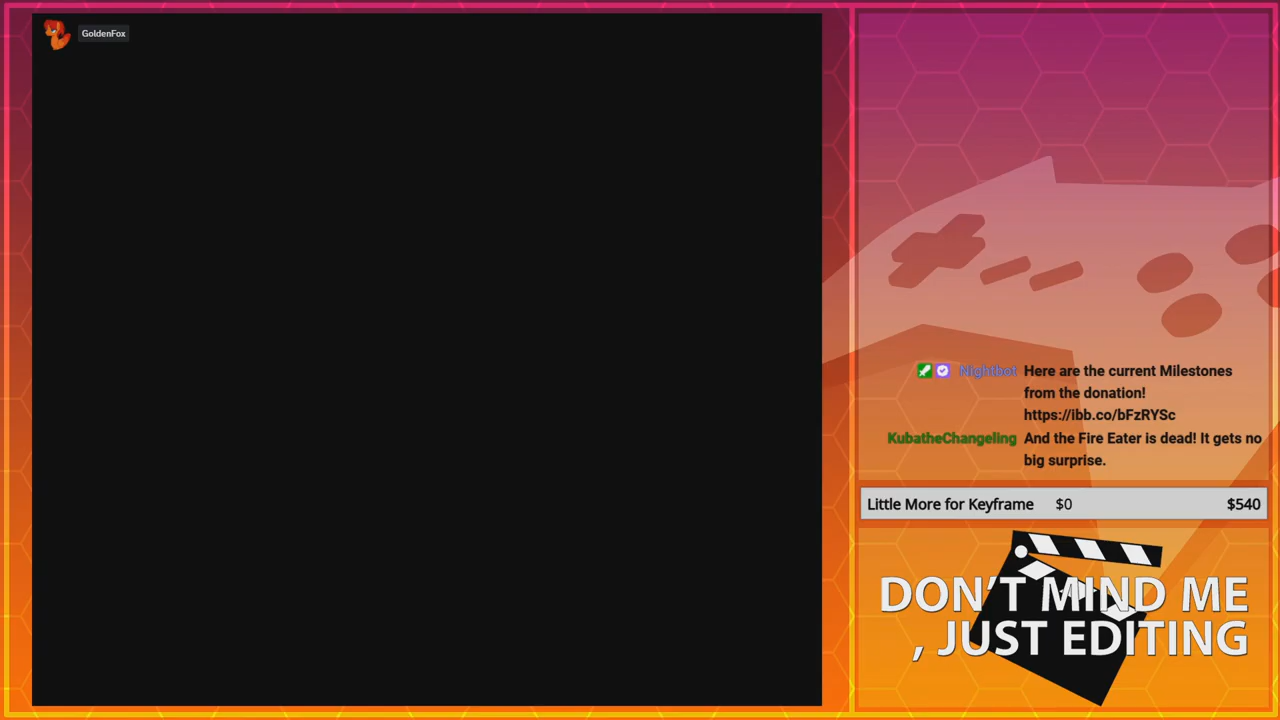 GoldenFox
Nightbot Here are the current Milestones
from the donation!
https://ibb.co/bFzRYSc
KubatheChangeling And the Fire Eater is dead! It gets no
big surprise.
Little More for Keyframe $0 $540
DON'T MIND ME
, JUST EDITING